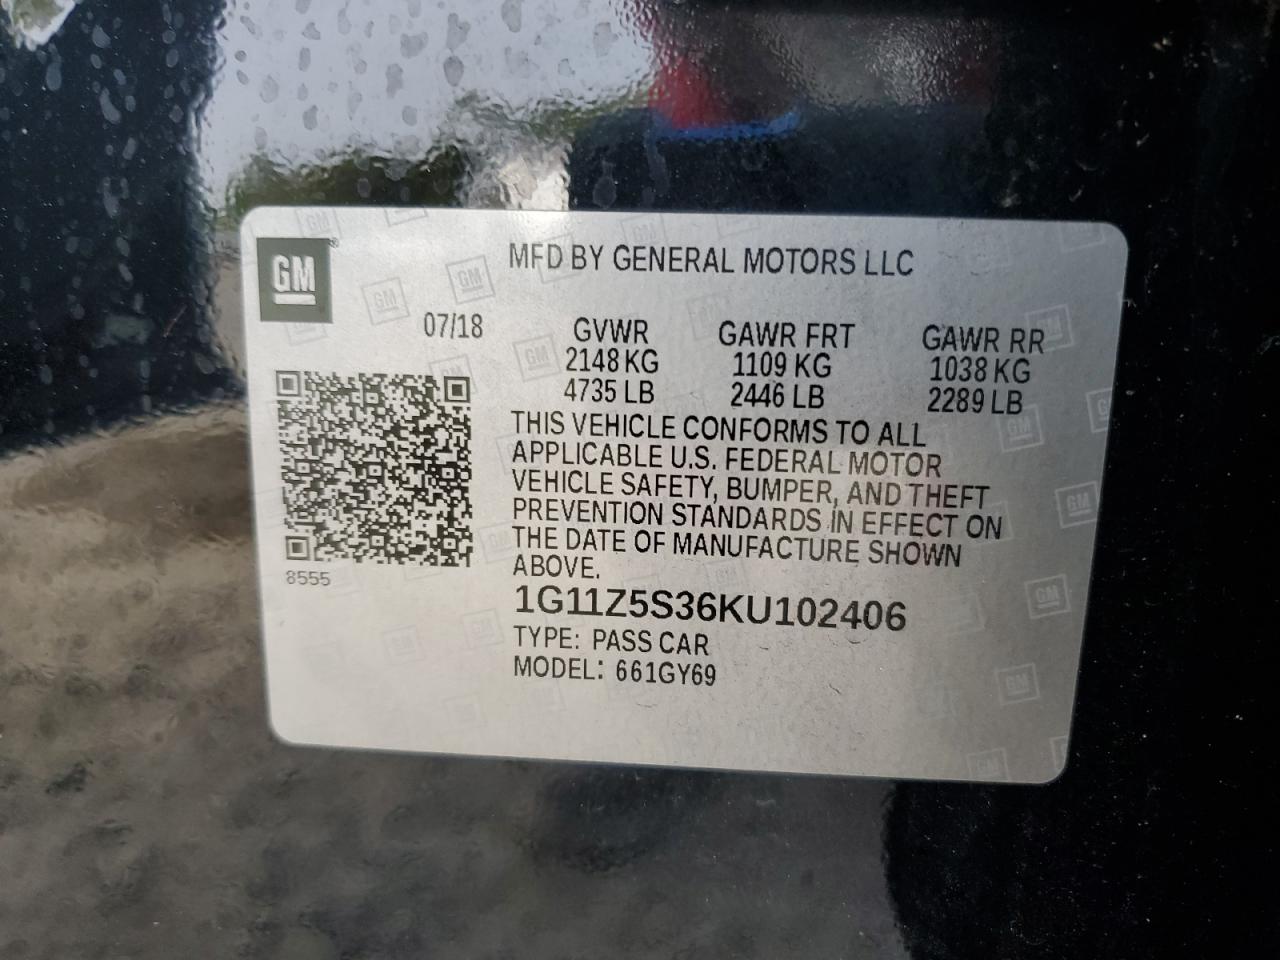 GM
MFD BY GENERAL MOTORS LLC
07/18
GVWR GAWR FRT GAWR RR
2148 KG 1109 KG 1038 KG
4735 LB 2446 LB 2289 LB
THIS VEHICLE CONFORMS TO ALL
APPLICABLE U.S. FEDERAL MOTOR
VEHICLE SAFETY, BUMPER, AND THEFT
PREVENTION STANDARDS IN EFFECT ON
THE DATE OF MANUFACTURE SHOWN
ABOVE.
8555
1G11Z5S36KU102406
TYPE: PASS CAR
MODEL: 661GY69